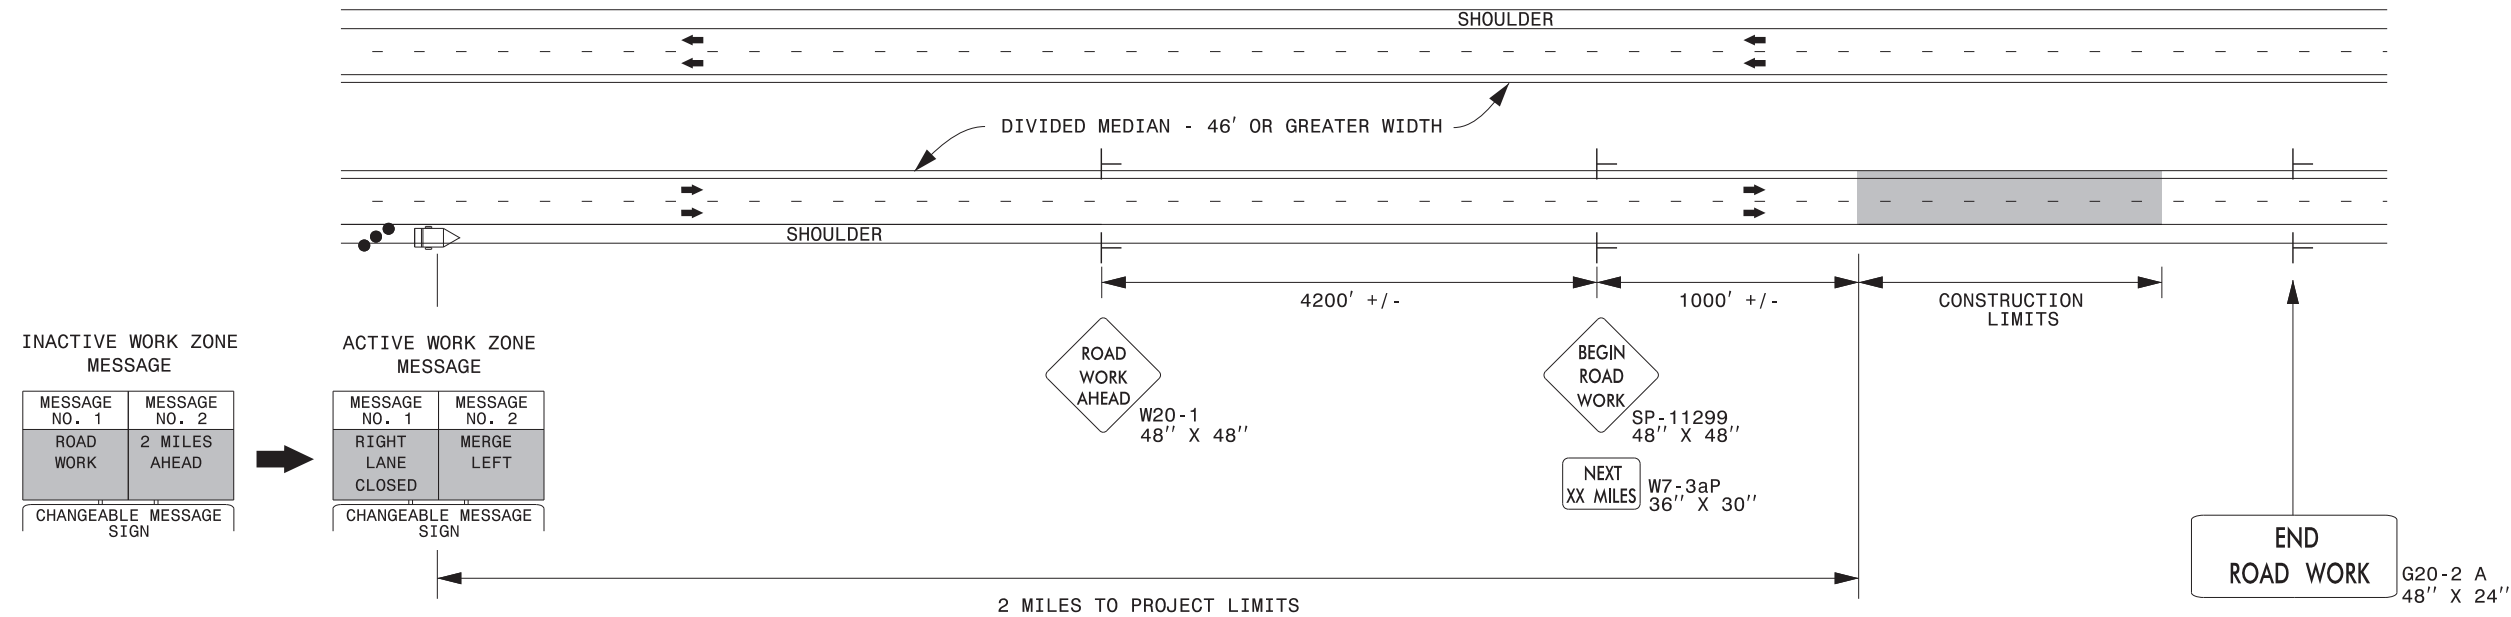 SHOULDER
DIVIDED MEDIAN - 46' OR GREATER WIDTH
SHOULDER
4200' +/-
1000' +/-
CONSTRUCTION
LIMITS
INACTIVE WORK ZONE
MESSAGE
MESSAGE
NO. 1
MESSAGE
NO. 2
ROAD
WORK
2 MILES
AHEAD
CHANGEABLE MESSAGE
SIGN
ACTIVE WORK ZONE
MESSAGE
MESSAGE
NO. 1
MESSAGE
NO. 2
RIGHT
LANE
CLOSED
MERGE
LEFT
CHANGEABLE MESSAGE
SIGN
ROAD
WORK
AHEAD
W20-1
48'' X 48''
BEGIN
ROAD
WORK
SP-11299
48'' X 48''
NEXT
XX MILES
W7-3aP
36'' X 30''
END
ROAD WORK
G20-2 A
48'' X 24''
2 MILES TO PROJECT LIMITS